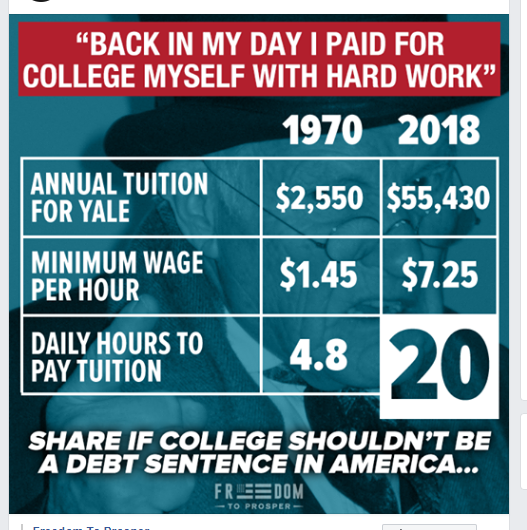 “BACK IN MY DAY I PAID FOR
COLLEGE MYSELF WITH HARD WORK”
1970 2018
ANNUAL TUITION
FOR YALE
$2,550 $55,430
MINIMUM WAGE
PER HOUR
$1.45 $7.25
DAILY HOURS TO
PAY TUITION
4.8 20
SHARE IF COLLEGE SHOULDN’T BE
A DEBT SENTENCE IN AMERICA...
FREEDOM
TO PROSPER
Freedom To Prosper